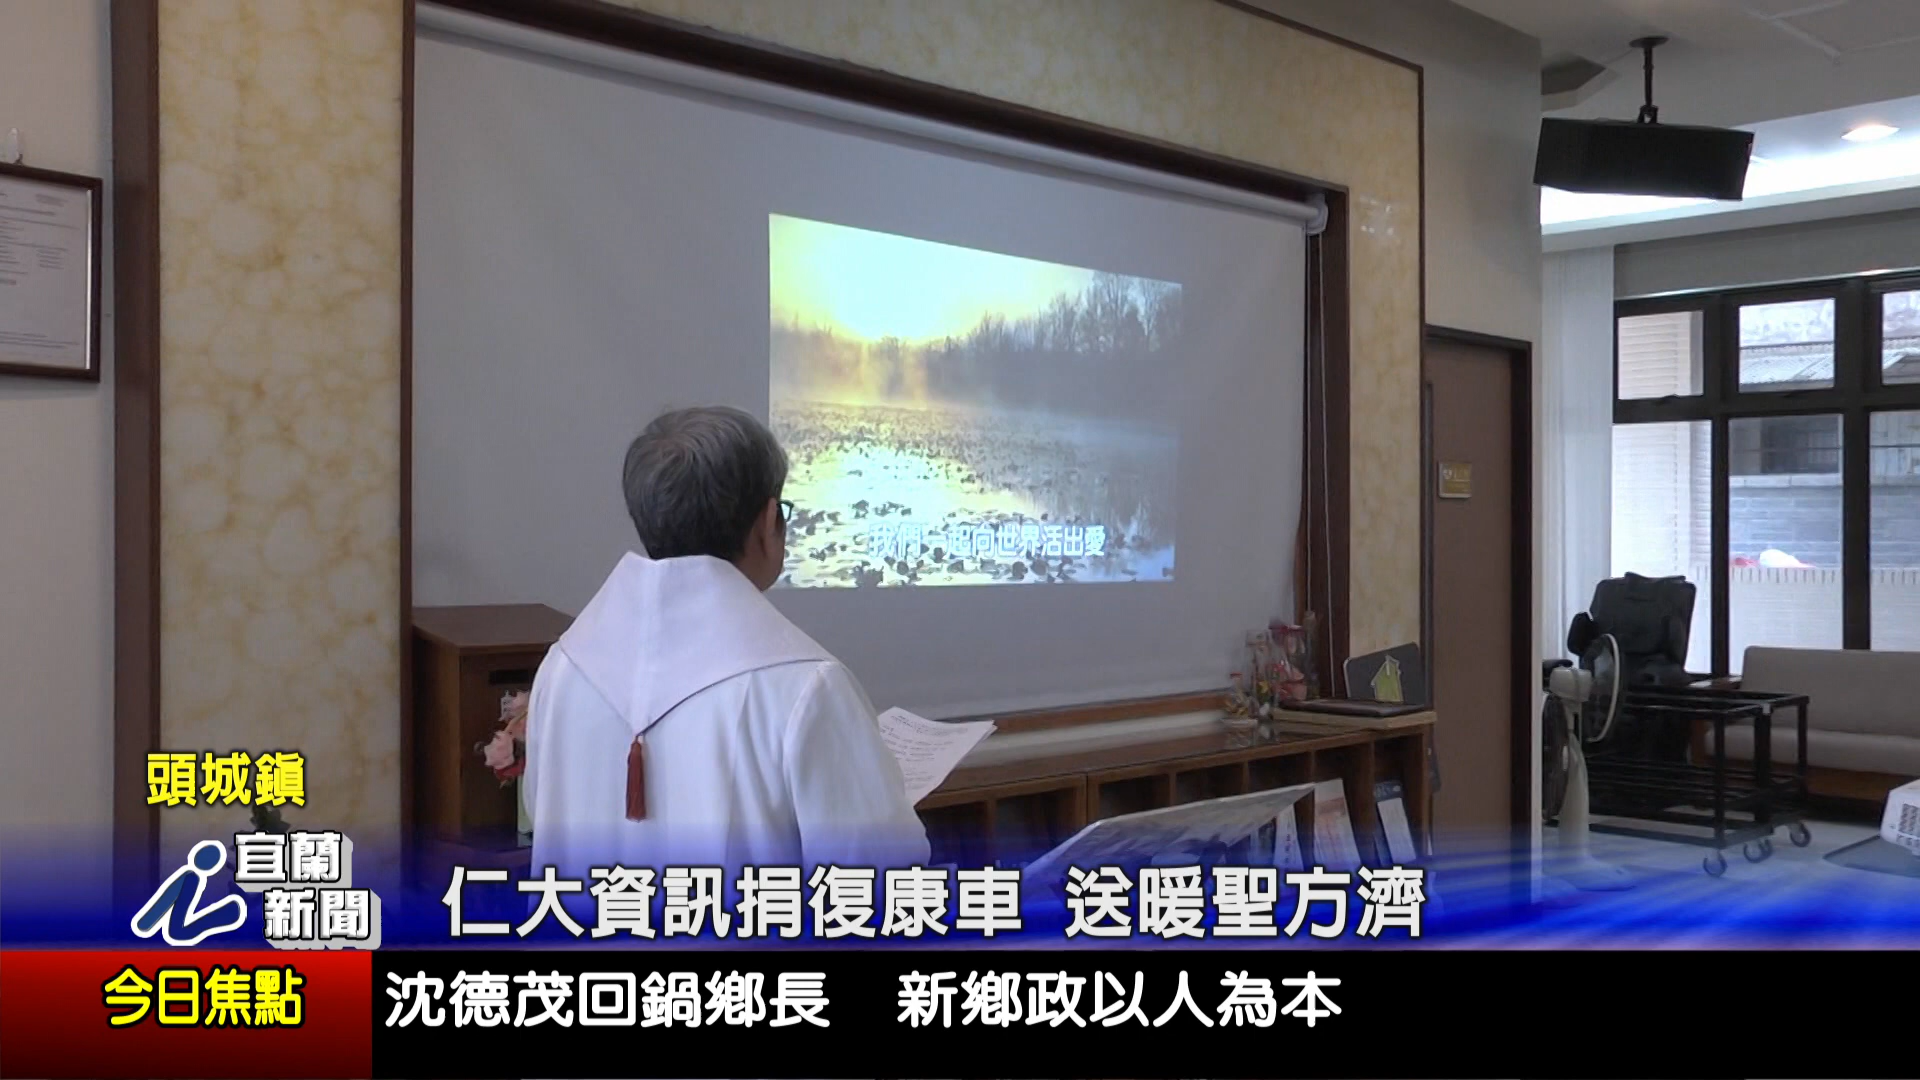 我們一起向世界活出愛
頭城鎮
宜蘭
新聞
仁大資訊捐復康車 送暖聖方濟
今日焦點
沈德茂回鍋鄉長 新鄉政以人為本